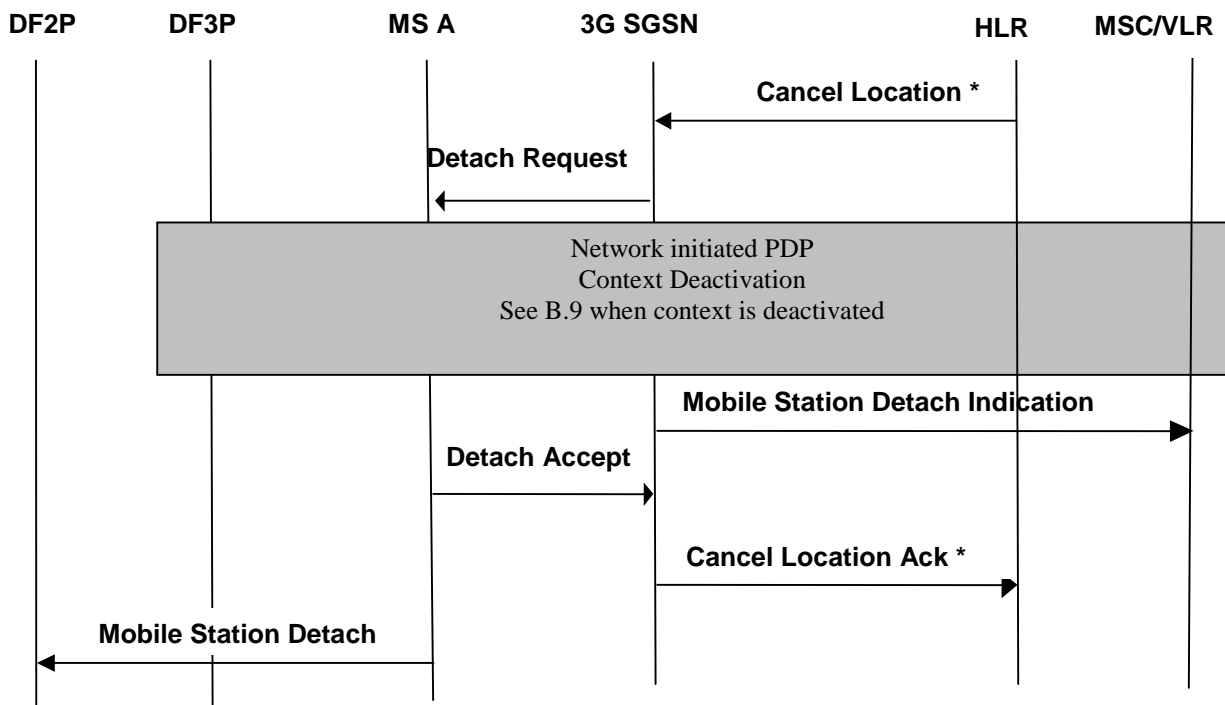 DF2P DF3P MS A 3G SGSN HLR MSC/VLR
Cancel Location *
Detach Request
Network initiated PDP
Context Deactivation
See B.9 when context is deactivated
Mobile Station Detach Indication
Detach Accept
Cancel Location Ack *
Mobile Station Detach